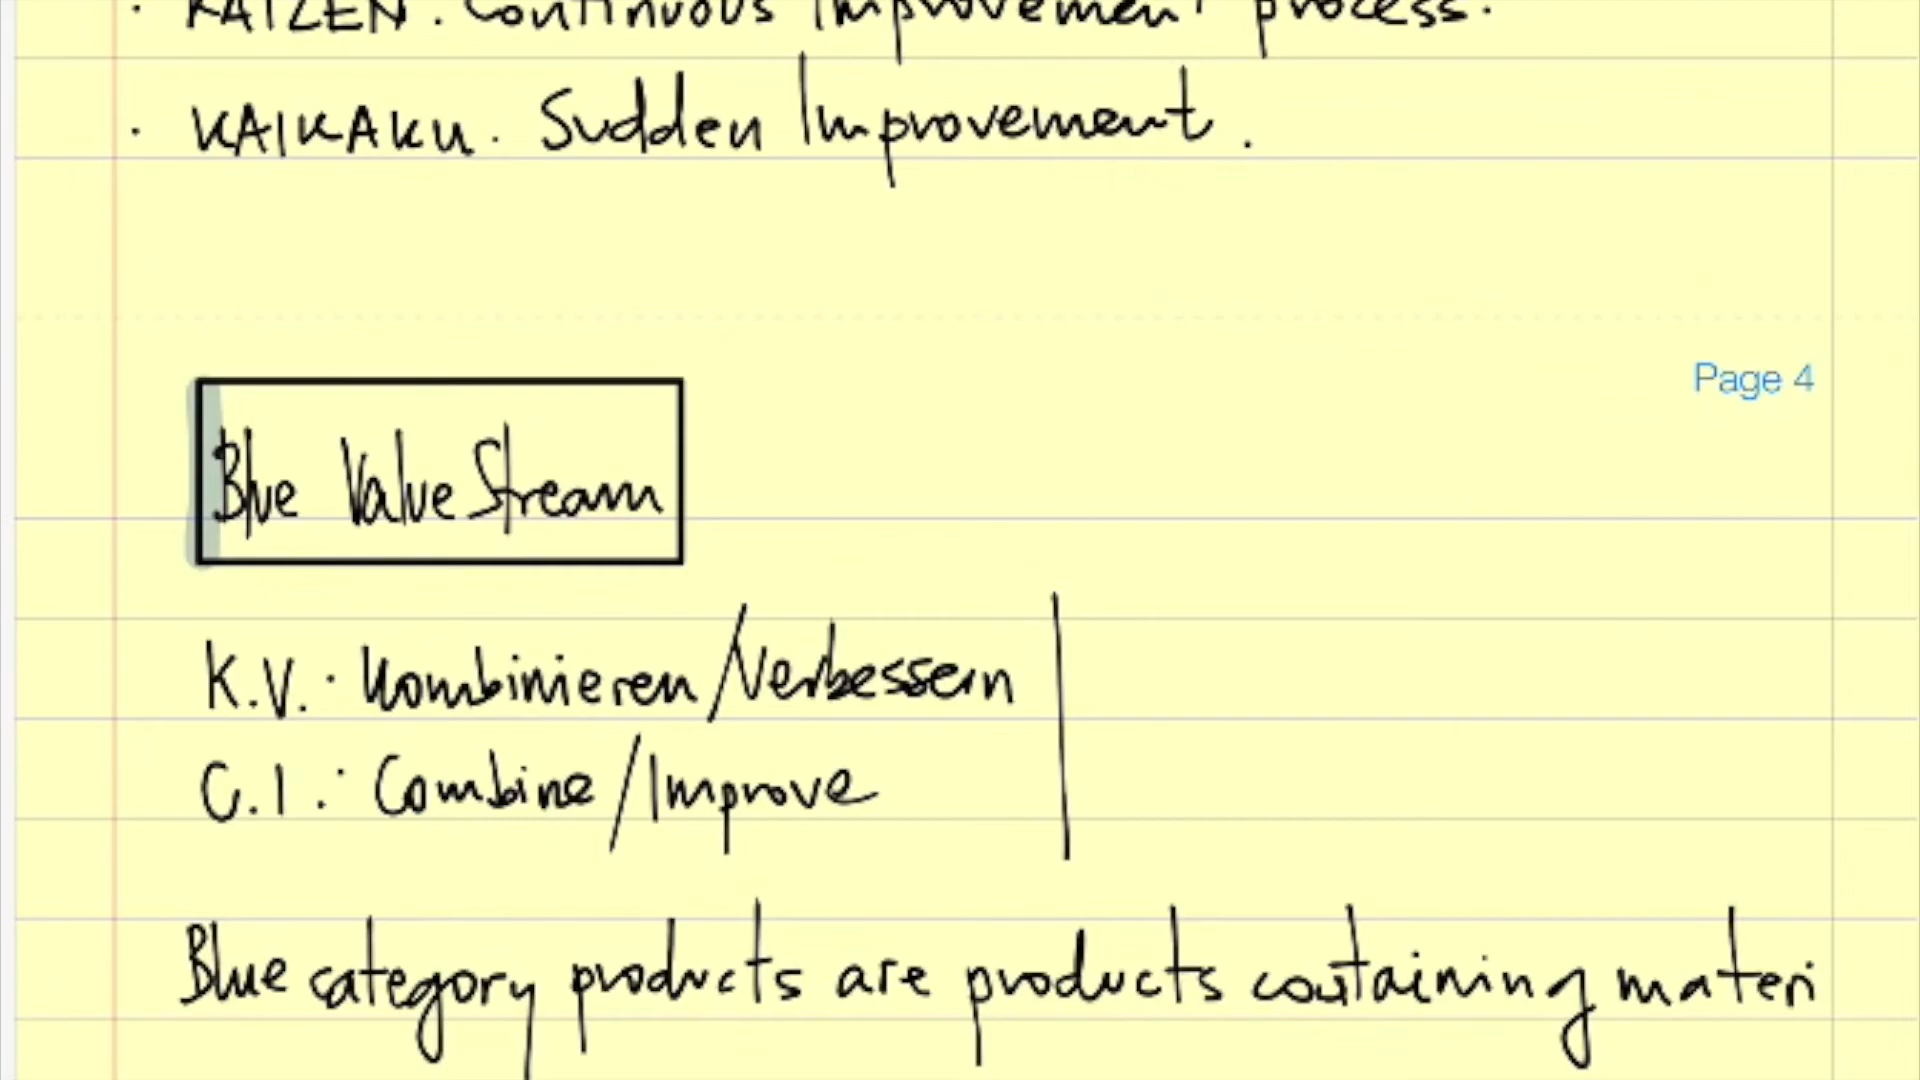 · KAIZEN. Continuous Improvement process.
· KAIKAKU. Sudden Improvement.
Page 4
Blue Value Stream
K.V.: Kombinieren/Verbessern
C.I.: Combine/Improve
Blue category products are products containing materi